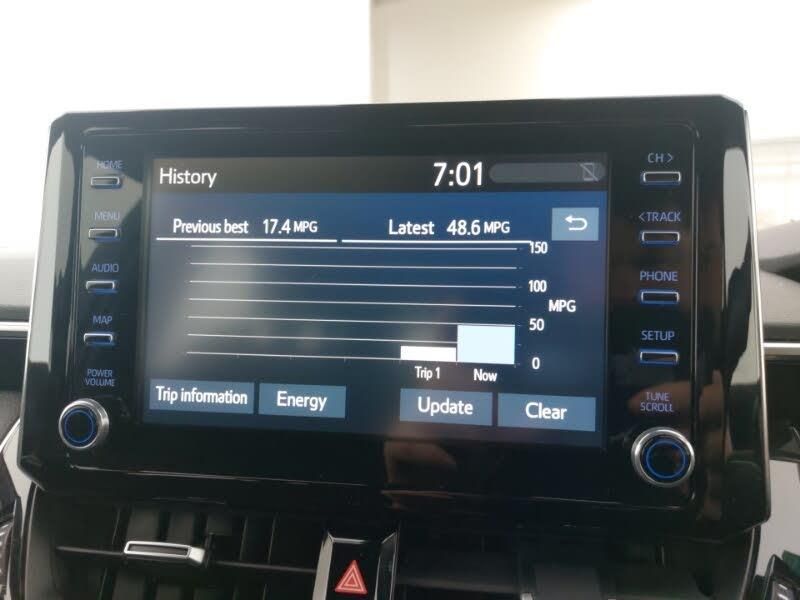 HOME
MENU
AUDIO
MAP
POWER
VOLUME
History 7:01
Previous best 17.4 MPG Latest 48.6 MPG
150
100
MPG
50
0
Trip 1 Now
Trip information Energy Update Clear
CH >
< TRACK
PHONE
SETUP
TUNE
SCROLL